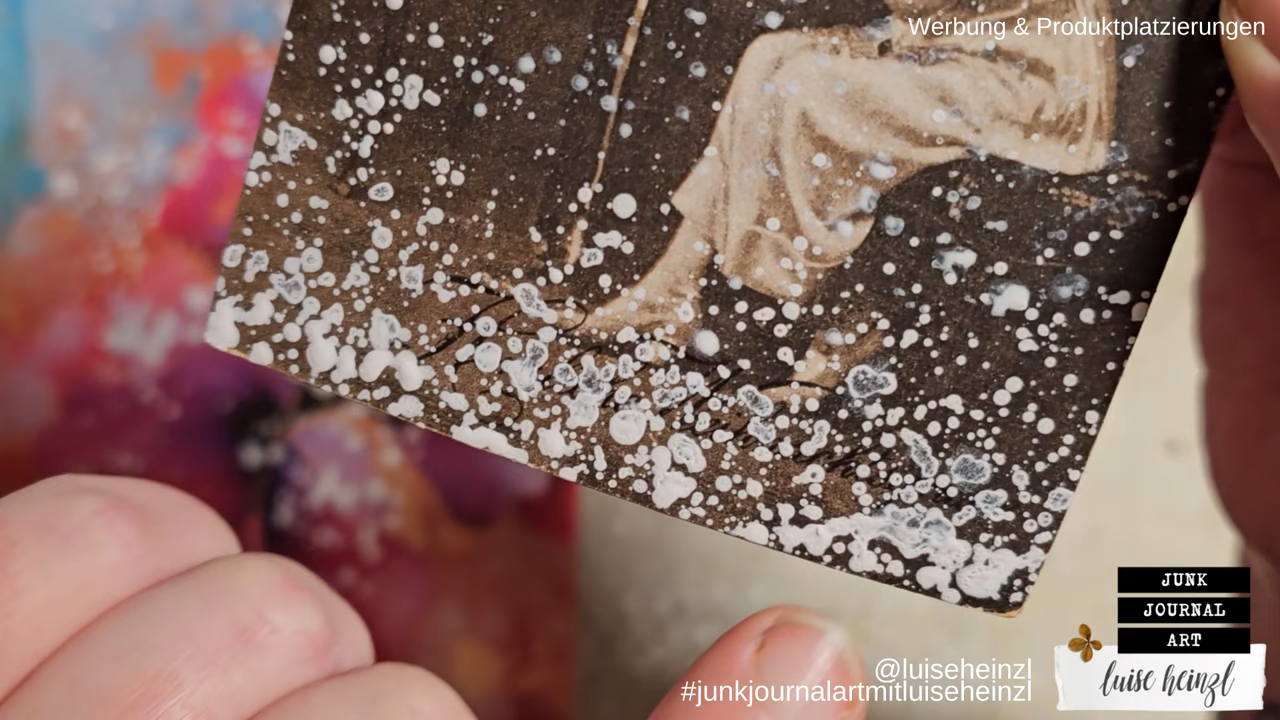 Werbung & Produktplatzierungen
JUNK
JOURNAL
ART
@luiseheinzl
#junkjournalartmitluiseheinzl
luise heinzl